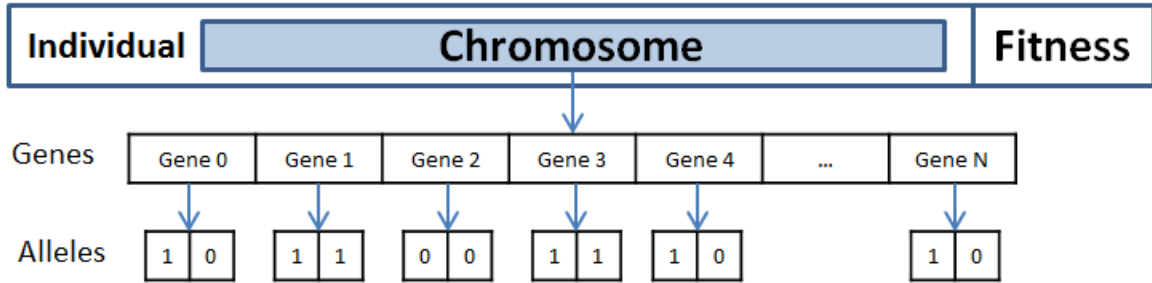 Individual Chromosome Fitness
Genes Gene 0 Gene 1 Gene 2 Gene 3 Gene 4 ... Gene N
Alleles 1 0 1 1 0 0 1 1 1 0 1 0